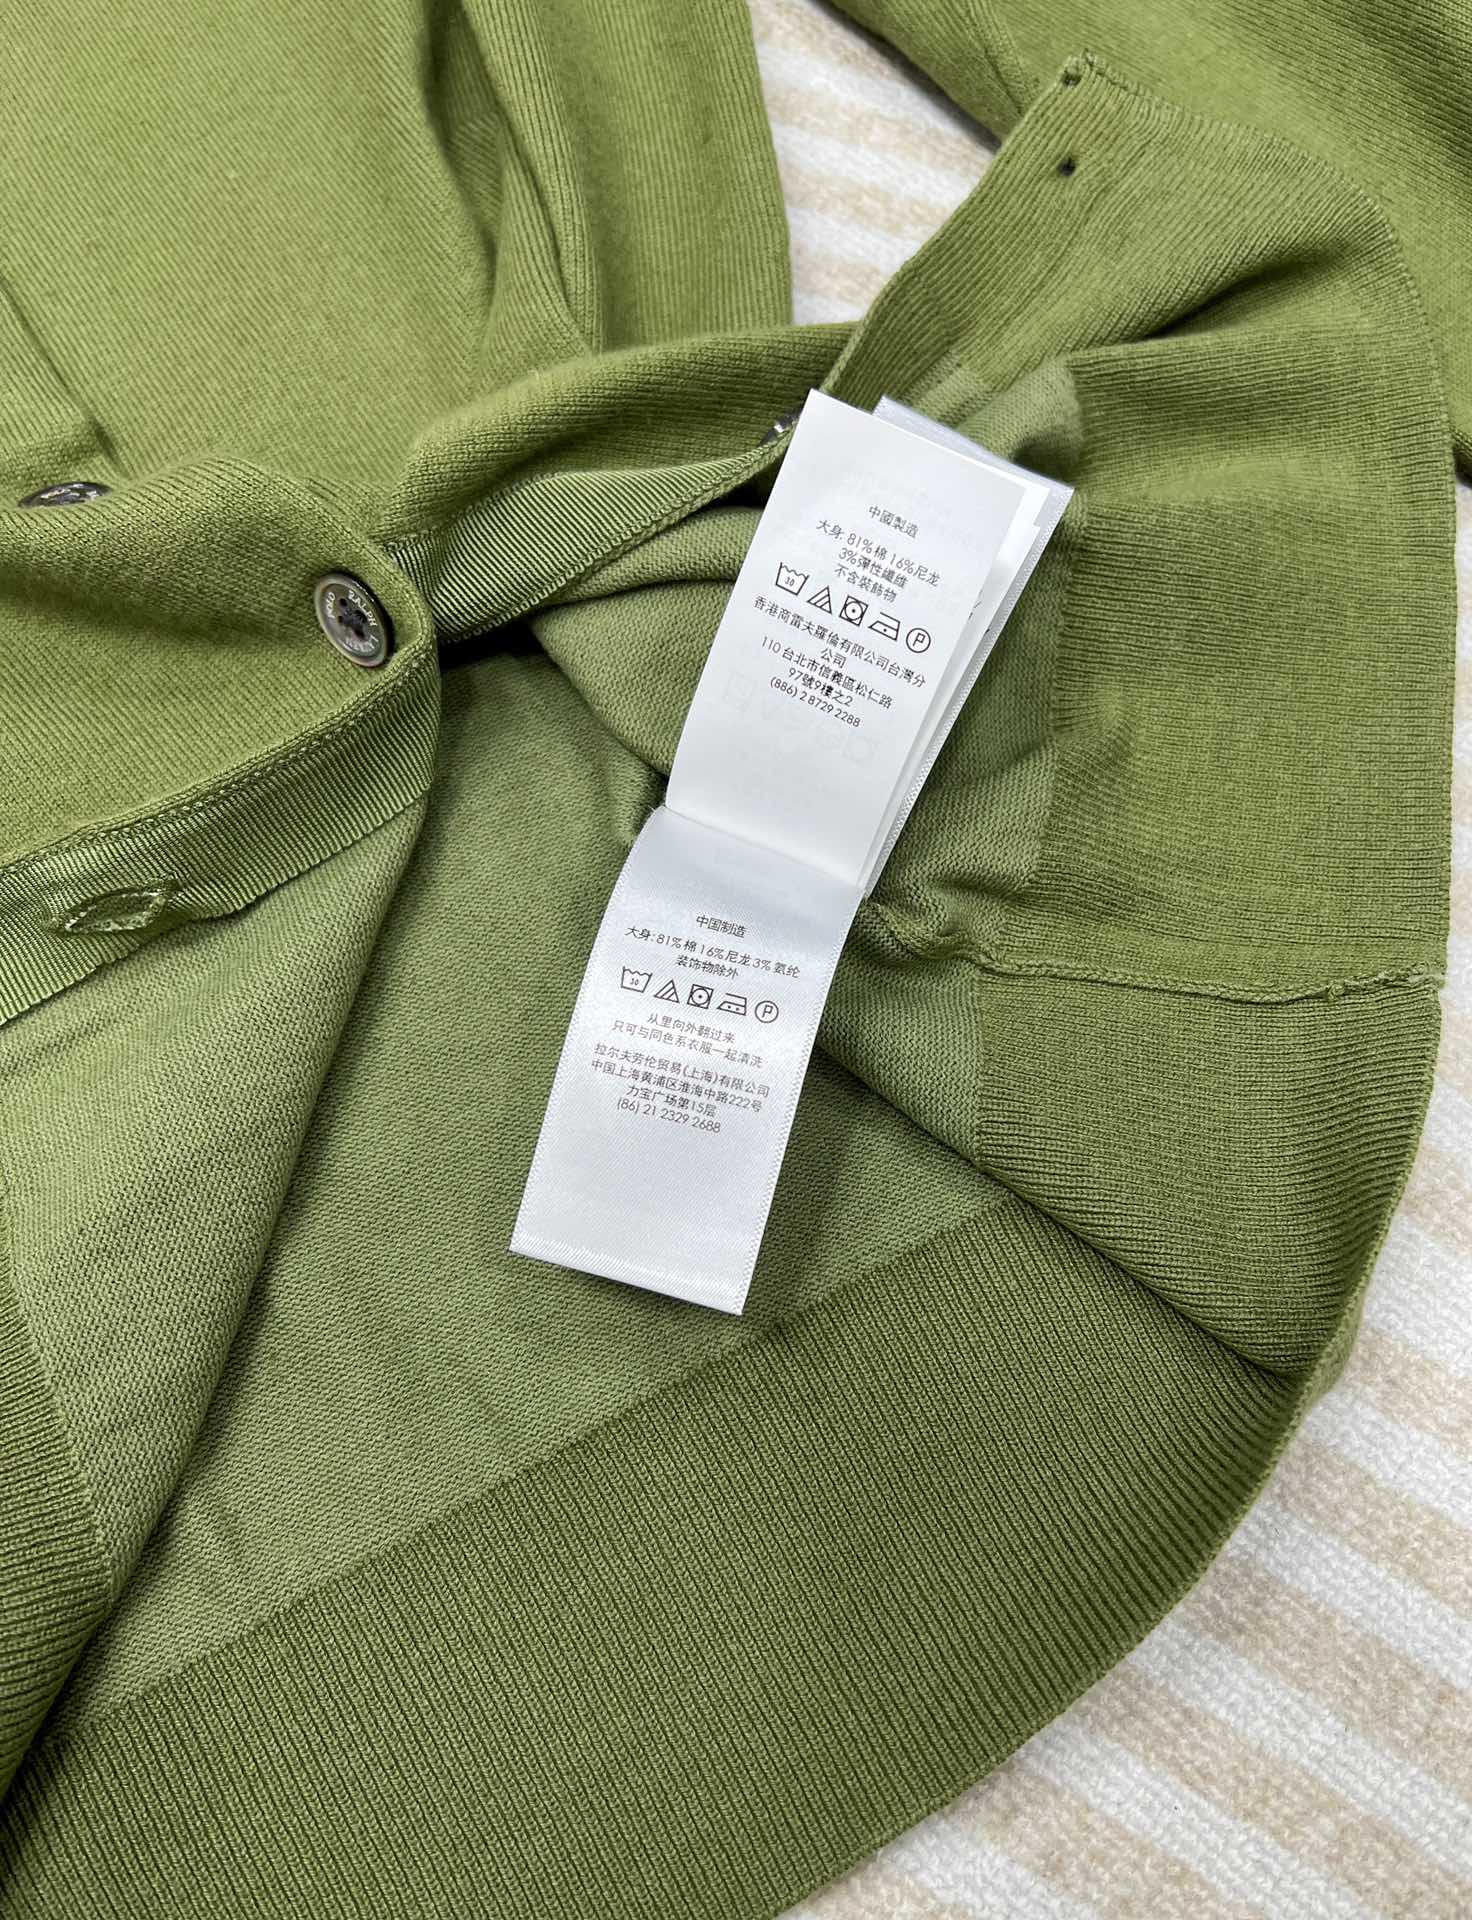 中國製造
大身: 81% 棉 16%尼龙
3%彈性纖维
不含裝飾物
30
P
香港商雷夫羅倫有限公司台灣分
公司
110 台北市信義區松仁路
97號9樓之2
(886) 2 8729 2288
中国制造
大身: 81% 棉 16%尼龙 3% 氨纶
装饰物除外
30
P
从里向外翻过来
只可与同色系衣服一起清洗
拉尔夫劳伦贸易(上海)有限公司
中国上海黄浦区淮海中路222号
力宝广场第15层
(86) 21 2329 2688
POLO RALPH